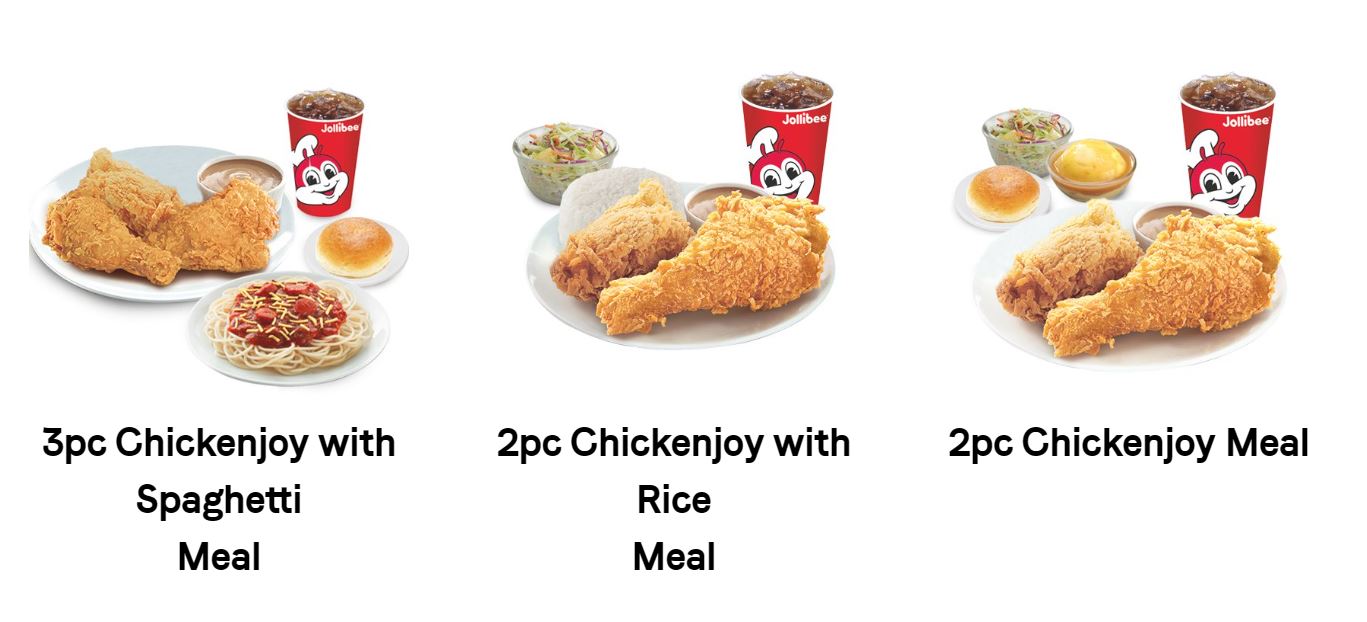 Jollibee
Jollibee
Jollibee
3pc Chickenjoy with
Spaghetti
Meal
2pc Chickenjoy with
Rice
Meal
2pc Chickenjoy Meal